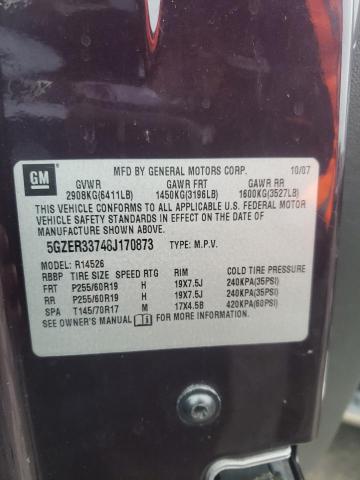 GM
MFD BY GENERAL MOTORS CORP. 10/07
GVWR GAWR FRT GAWR RR
2908KG(6411LB) 1450KG(3196LB) 1600KG(3527LB)
THIS VEHICLE CONFORMS TO ALL APPLICABLE U.S. FEDERAL MOTOR
VEHICLE SAFETY STANDARDS IN EFFECT ON THE DATE OF
MANUFACTURE SHOWN ABOVE.
5GZER33748J170873 TYPE: M.P.V.
MODEL: R14526
RBBP TIRE SIZE SPEED RTG RIM COLD TIRE PRESSURE
FRT P255/60R19 H 19X7.5J 240KPA(35PSI)
RR P255/60R19 H 19X7.5J 240KPA(35PSI)
SPA T145/70R17 M 17X4.5B 420KPA(60PSI)
SEE OWNER'S MANUAL FOR MORE INFORMATION.